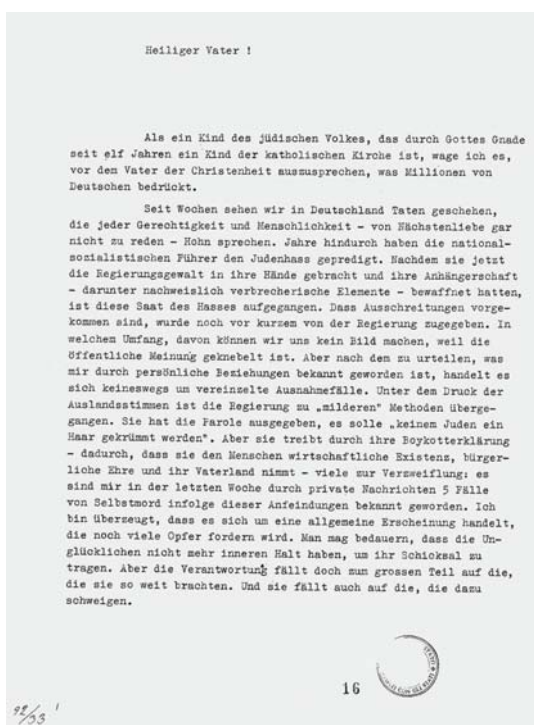 Heiliger Vater !
Als ein Kind des jüdischen Volkes, das durch Gottes Gnade
seit elf Jahren ein Kind der katholischen Kirche ist, wage ich es,
vor dem Vater der Christenheit auszusprechen, was Millionen von
Deutschen bedrückt.
Seit Wochen sehen wir in Deutschland Taten geschehen,
die jeder Gerechtigkeit und Menschlichkeit - von Nächstenliebe gar
nicht zu reden - Hohn sprechen. Jahre hindurch haben die national-
sozialistischen Führer den Judenhass gepredigt. Nachdem sie jetzt
die Regierungsgewalt in ihre Hände gebracht und ihre Anhängerschaft
- darunter nachweislich verbrecherische Elemente - bewaffnet hatten,
ist diese Saat des Hasses aufgegangen. Dass Ausschreitungen vorge-
kommen sind, wurde noch vor kurzem von der Regierung zugegeben. In
welchem Umfang, davon können wir uns kein Bild machen, weil die
öffentliche Meinung geknebelt ist. Aber nach dem zu urteilen, was
mir durch persönliche Beziehungen bekannt geworden ist, handelt es
sich keineswegs um vereinzelte Ausnahmefälle. Unter dem Druck der
Auslandsstimmen ist die Regierung zu „milderen" Methoden überge-
gangen. Sie hat die Parole ausgegeben, es solle „keinem Juden ein
Haar gekrümmt werden". Aber sie treibt durch ihre Boykotterklärung
- dadurch, dass sie den Menschen wirtschaftliche Existenz, bürger-
liche Ehre und ihr Vaterland nimmt - viele zur Verzweiflung: es
sind mir in der letzten Woche durch private Nachrichten 5 Fälle
von Selbstmord infolge dieser Anfeindungen bekannt geworden. Ich
bin überzeugt, dass es sich um eine allgemeine Erscheinung handelt,
die noch viele Opfer fordern wird. Man mag bedauern, dass die Un-
glücklichen nicht mehr inneren Halt haben, um ihr Schicksal zu
tragen. Aber die Verantwortung fällt doch zum grossen Teil auf die,
die sie so weit brachten. Und sie fällt auch auf die, die dazu
schweigen.
16
92/33